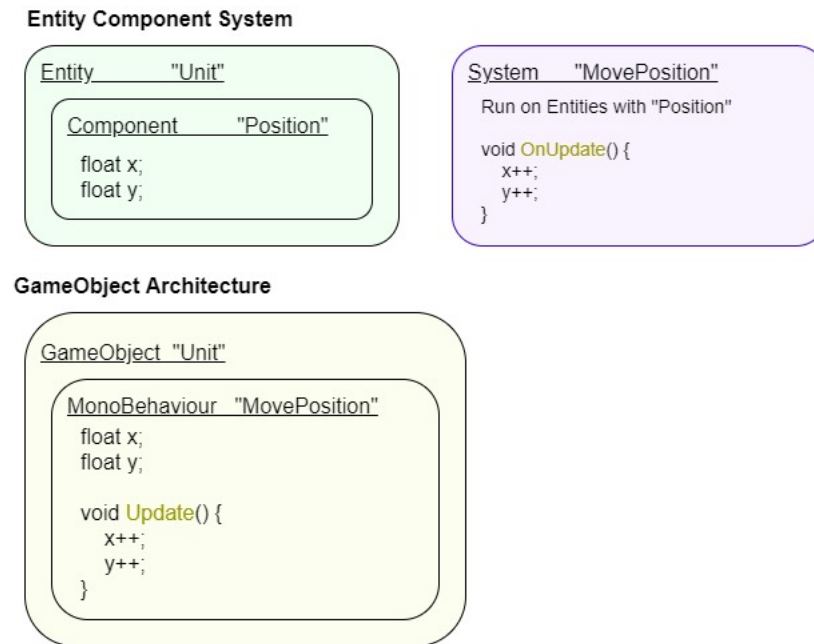 Entity Component System
Entity "Unit"
Component "Position"
float x;
float y;
System "MovePosition"
Run on Entities with "Position"
void OnUpdate() {
x++;
y++;
}
GameObject Architecture
GameObject "Unit"
MonoBehaviour "MovePosition"
float x;
float y;
void Update() {
x++;
y++;
}